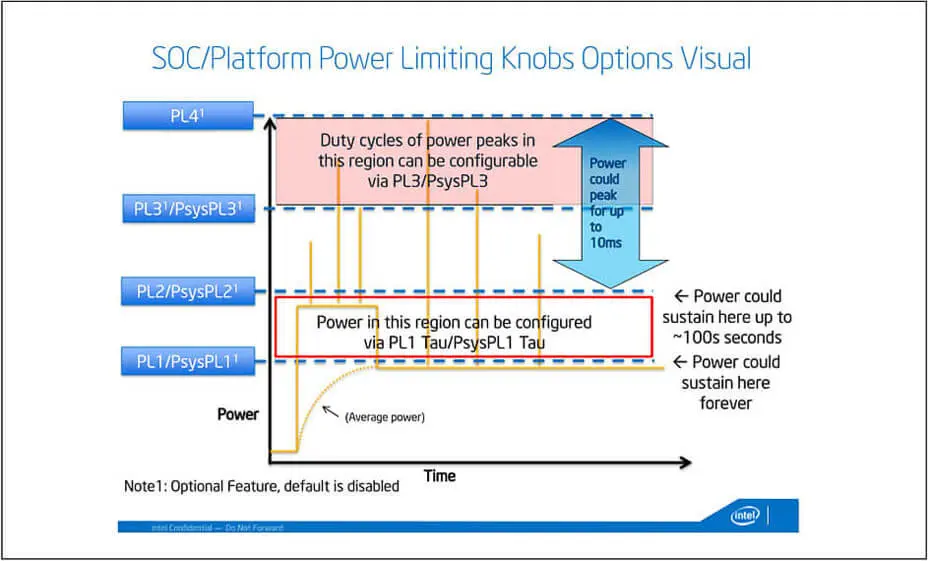 SOC/Platform Power Limiting Knobs Options Visual
PL4¹
Duty cycles of power peaks in
this region can be configurable
via PL3/PsysPL3
Power
could
peak
for up
to
10ms
PL3¹/PsysPL3¹
PL2/PsysPL2¹
← Power could
sustain here up to
~100s seconds
Power in this region can be configured
via PL1 Tau/PsysPL1 Tau
PL1/PsysPL1¹
← Power could
sustain here
forever
Power
(Average power)
Time
Note1: Optional Feature, default is disabled
Intel Confidential — Do Not Forward
intel